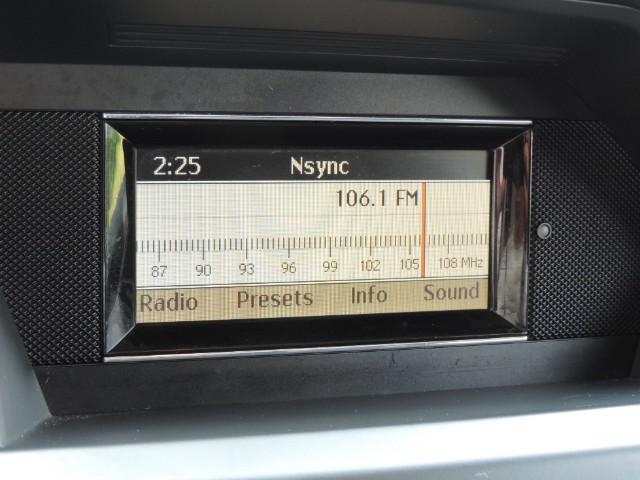 2:25 Nsync
106.1 FM
87 90 93 96 99 102 105 108 MHz
Radio Presets Info Sound